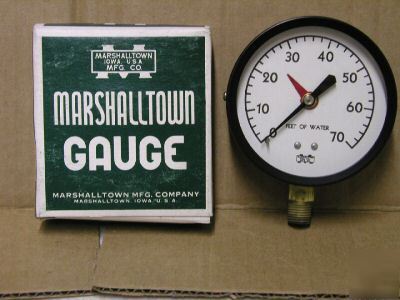 MARSHALLTOWN
IOWA, U.S.A.
MFG. CO.
MARSHALLTOWN
GAUGE
MARSHALLTOWN MFG. COMPANY
MARSHALLTOWN, IOWA, U.S.A.
0
10
20
30
40
50
60
70
FEET OF WATER